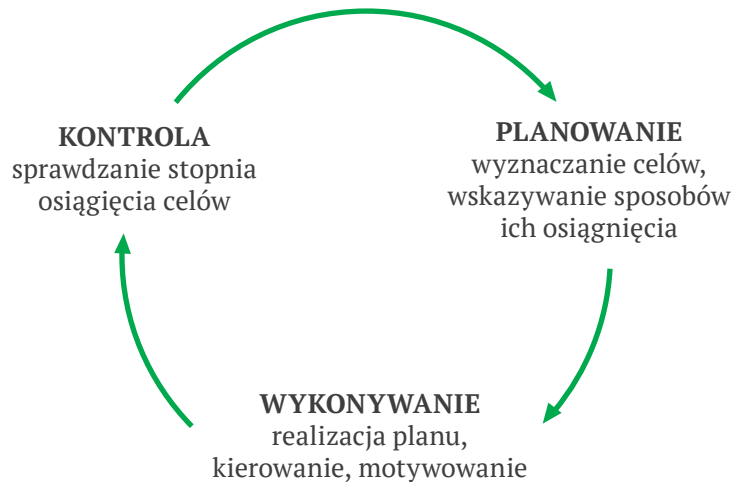 KONTROLA
sprawdzanie stopnia
osiągięcia celów
PLANOWANIE
wyznaczanie celów,
wskazywanie sposobów
ich osiągnięcia
WYKONYWANIE
realizacja planu,
kierowanie, motywowanie